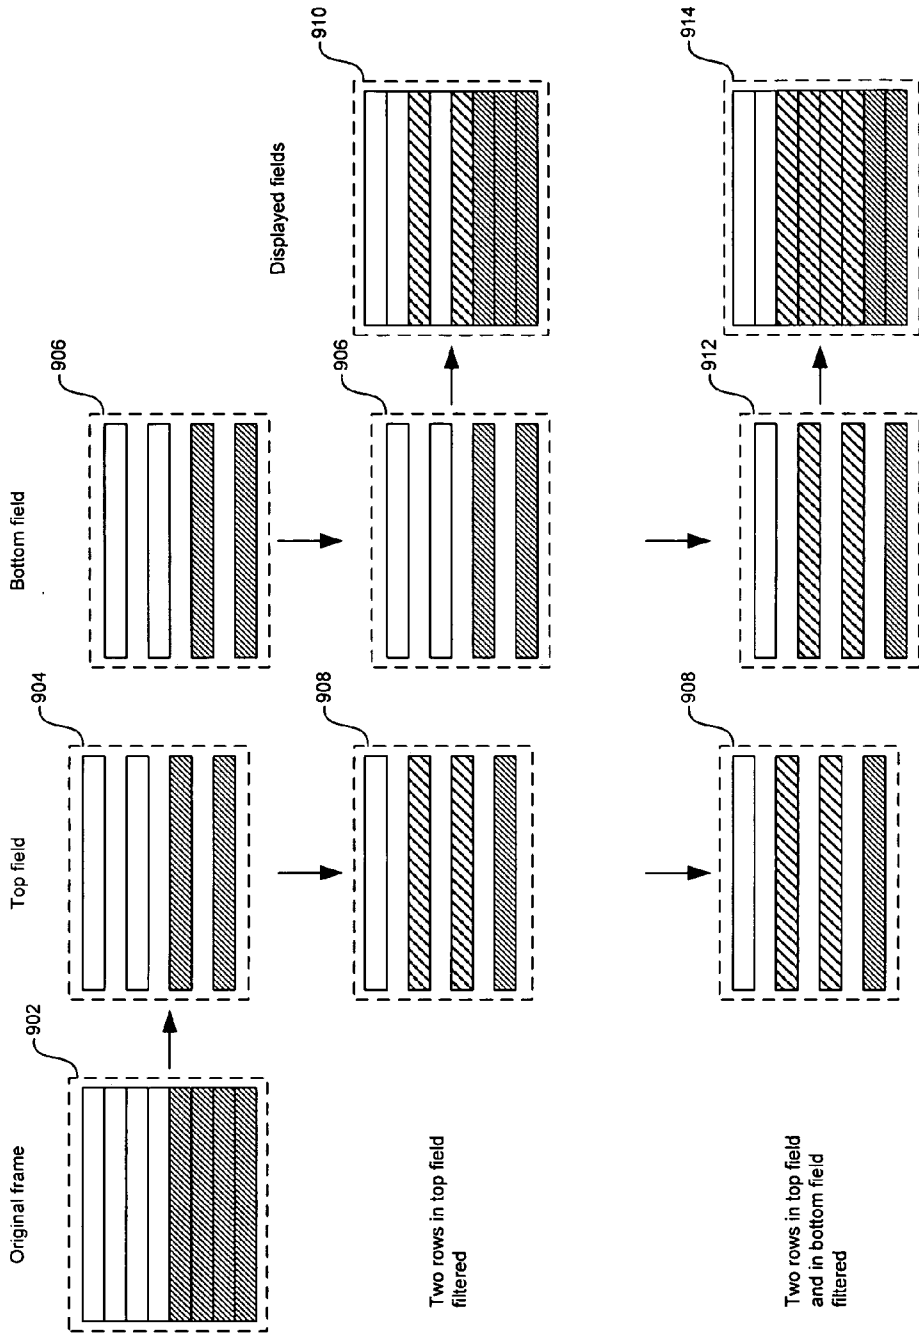 Original frame
Top field
Bottom field
902
904
906
Displayed fields
Two rows in top field
filtered
908
906
910
Two rows in top field
and in bottom field
filtered
908
912
914